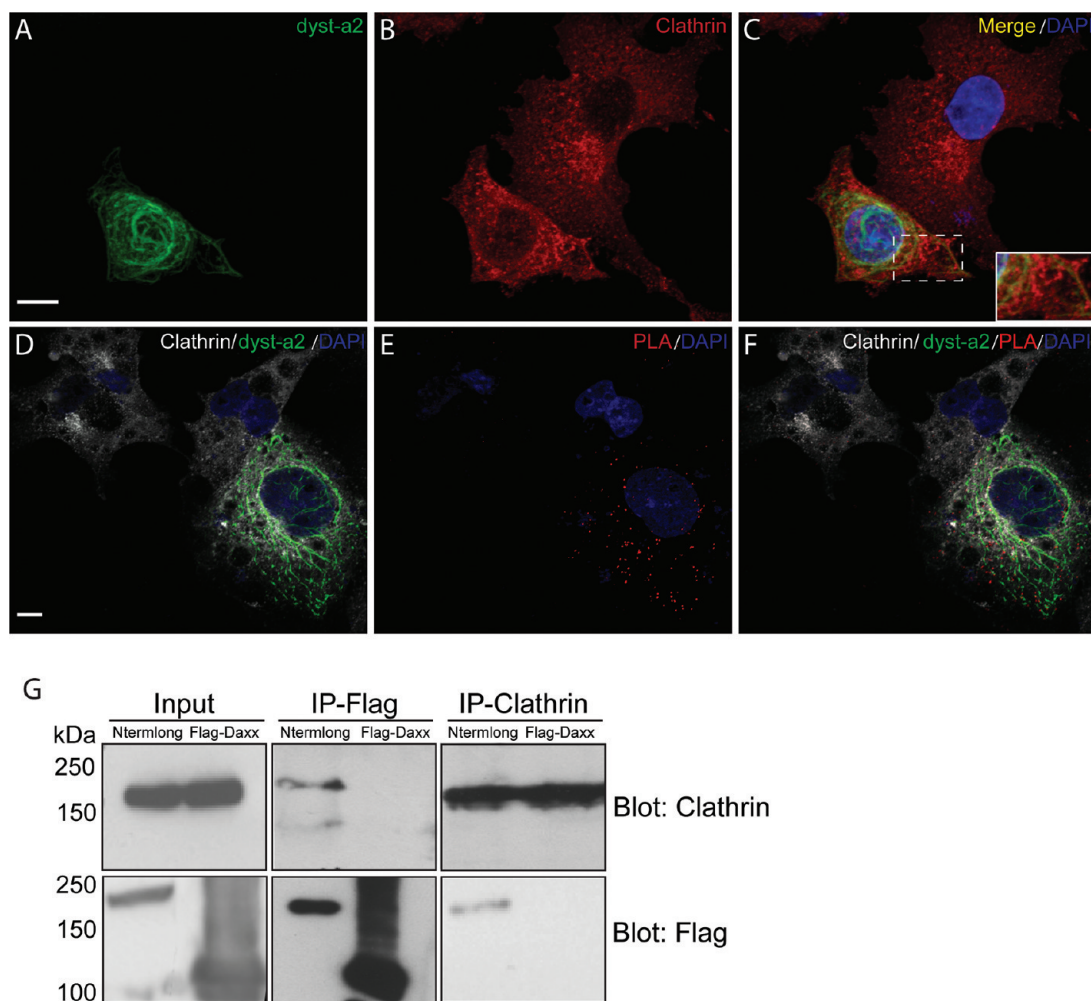 A dyst-a2
B Clathrin
C Merge/DAPI
D Clathrin/dyst-a2/DAPI
E PLA/DAPI
F Clathrin/dyst-a2/PLA/DAPI
G
Input IP-Flag IP-Clathrin
kDa Ntermlong Flag-Daxx Ntermlong Flag-Daxx Ntermlong Flag-Daxx
250
150
Blot: Clathrin
250
150
Blot: Flag
100